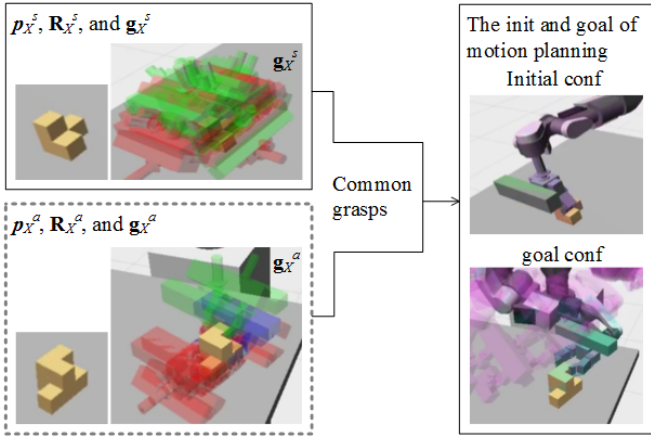 p_X^s, R_X^s, and g_X^s
g_X^s
p_X^a, R_X^a, and g_X^a
g_X^a
Common
grasps
The init and goal of
motion planning
Initial conf
goal conf